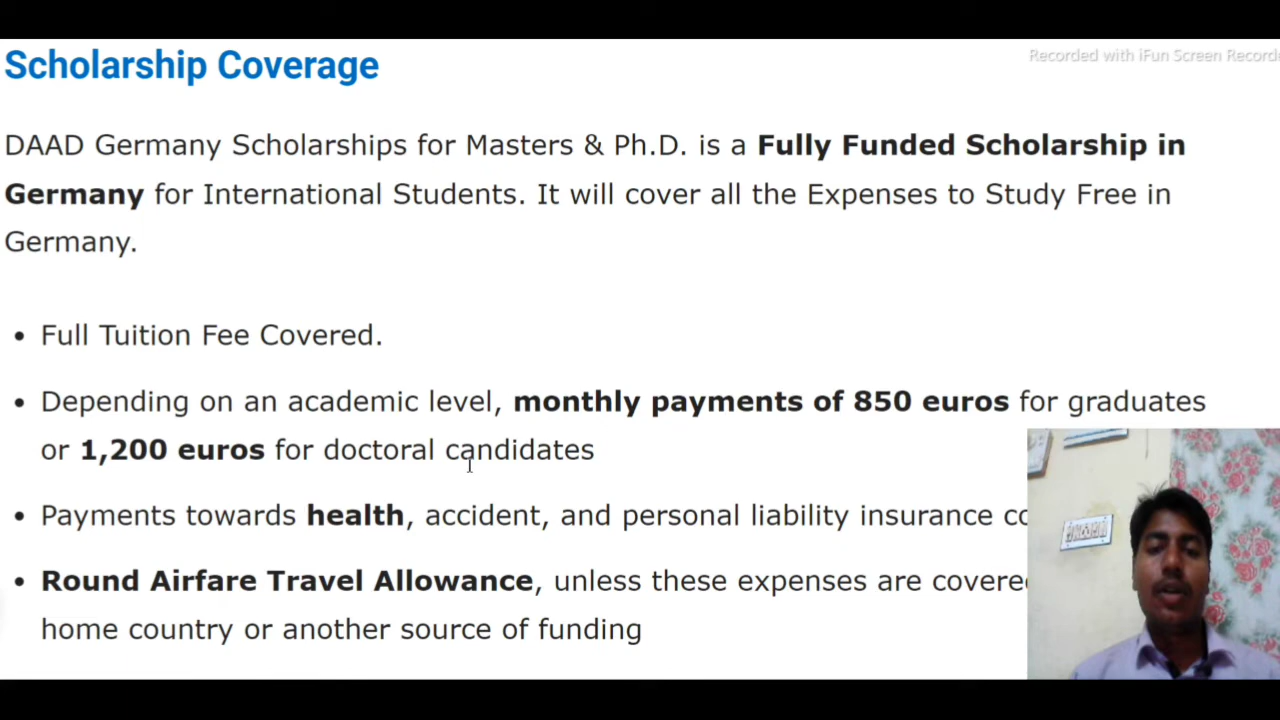 Scholarship Coverage
Recorded with iFun Screen
DAAD Germany Scholarships for Masters & Ph.D. is a Fully Funded Scholarship in
Germany for International Students. It will cover all the Expenses to Study Free in
Germany.
• Full Tuition Fee Covered.
• Depending on an academic level, monthly payments of 850 euros for graduates
or 1,200 euros for doctoral candidates
• Payments towards health, accident, and personal liability insurance
• Round Airfare Travel Allowance, unless these expenses are
home country or another source of funding